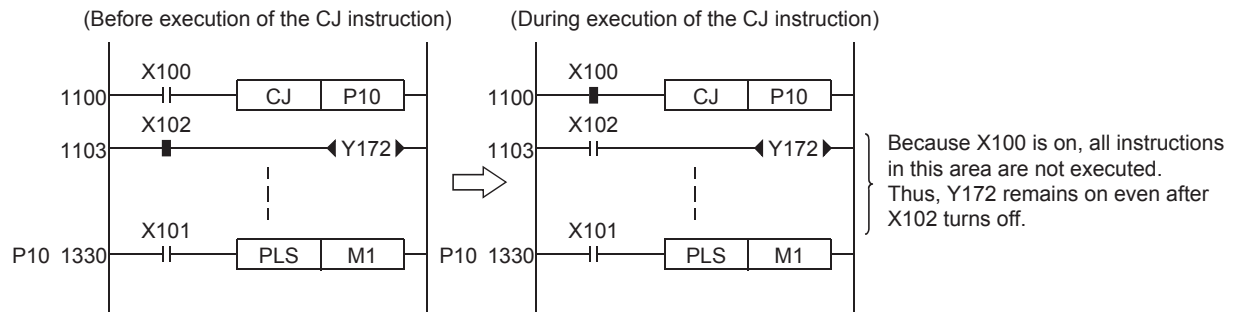 (Before execution of the CJ instruction)
(During execution of the CJ instruction)
X100
1100 CJ P10
X102
1103 Y172
X101
P10 1330 PLS M1
X100
1100 CJ P10
X102
1103 Y172
X101
P10 1330 PLS M1
Because X100 is on, all instructions
in this area are not executed.
Thus, Y172 remains on even after
X102 turns off.